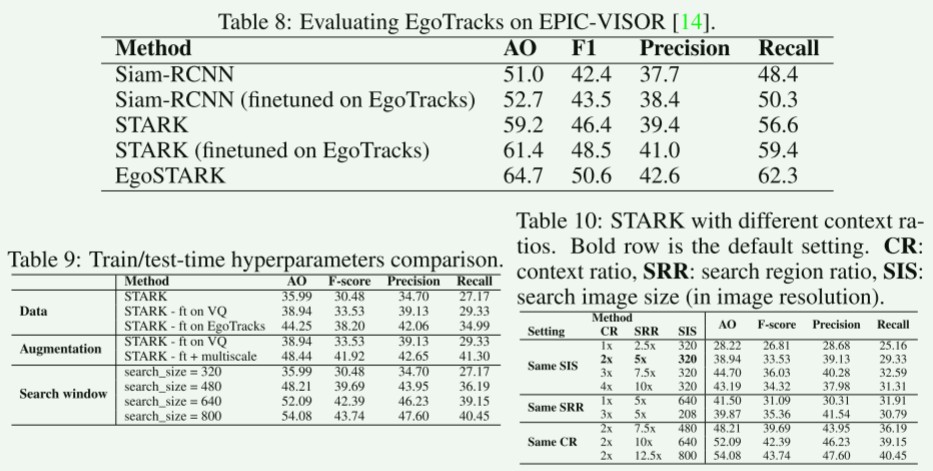 Table 8: Evaluating EgoTracks on EPIC-VISOR [14].
Method AO F1 Precision Recall
Siam-RCNN 51.0 42.4 37.7 48.4
Siam-RCNN (finetuned on EgoTracks) 52.7 43.5 38.4 50.3
STARK 59.2 46.4 39.4 56.6
STARK (finetuned on EgoTracks) 61.4 48.5 41.0 59.4
EgoSTARK 64.7 50.6 42.6 62.3
Table 9: Train/test-time hyperparameters comparison.
Method AO F-score Precision Recall
Data STARK 35.99 30.48 34.70 27.17
STARK - ft on VQ 38.94 33.53 39.13 29.33
STARK - ft on EgoTracks 44.25 38.20 42.06 34.99
Augmentation STARK - ft on VQ 38.94 33.53 39.13 29.33
STARK - ft + multiscale 48.44 41.92 42.65 41.30
Search window search_size = 320 35.99 30.48 34.70 27.17
search_size = 480 48.21 39.69 43.95 36.19
search_size = 640 52.09 42.39 46.23 39.15
search_size = 800 54.08 43.74 47.60 40.45
Table 10: STARK with different context ra-
tios. Bold row is the default setting. CR:
context ratio, SRR: search region ratio, SIS:
search image size (in image resolution).
Setting Method AO F-score Precision Recall
CR SRR SIS
Same SIS 1x 2.5x 320 28.22 26.81 28.68 25.16
2x 5x 320 38.94 33.53 39.13 29.33
3x 7.5x 320 44.70 36.03 40.28 32.59
4x 10x 320 43.19 34.32 37.98 31.31
Same SRR 1x 5x 640 41.50 31.09 30.31 31.91
3x 5x 208 39.87 35.36 41.54 30.79
Same CR 2x 7.5x 480 48.21 39.69 43.95 36.19
2x 10x 640 52.09 42.39 46.23 39.15
2x 12.5x 800 54.08 43.74 47.60 40.45